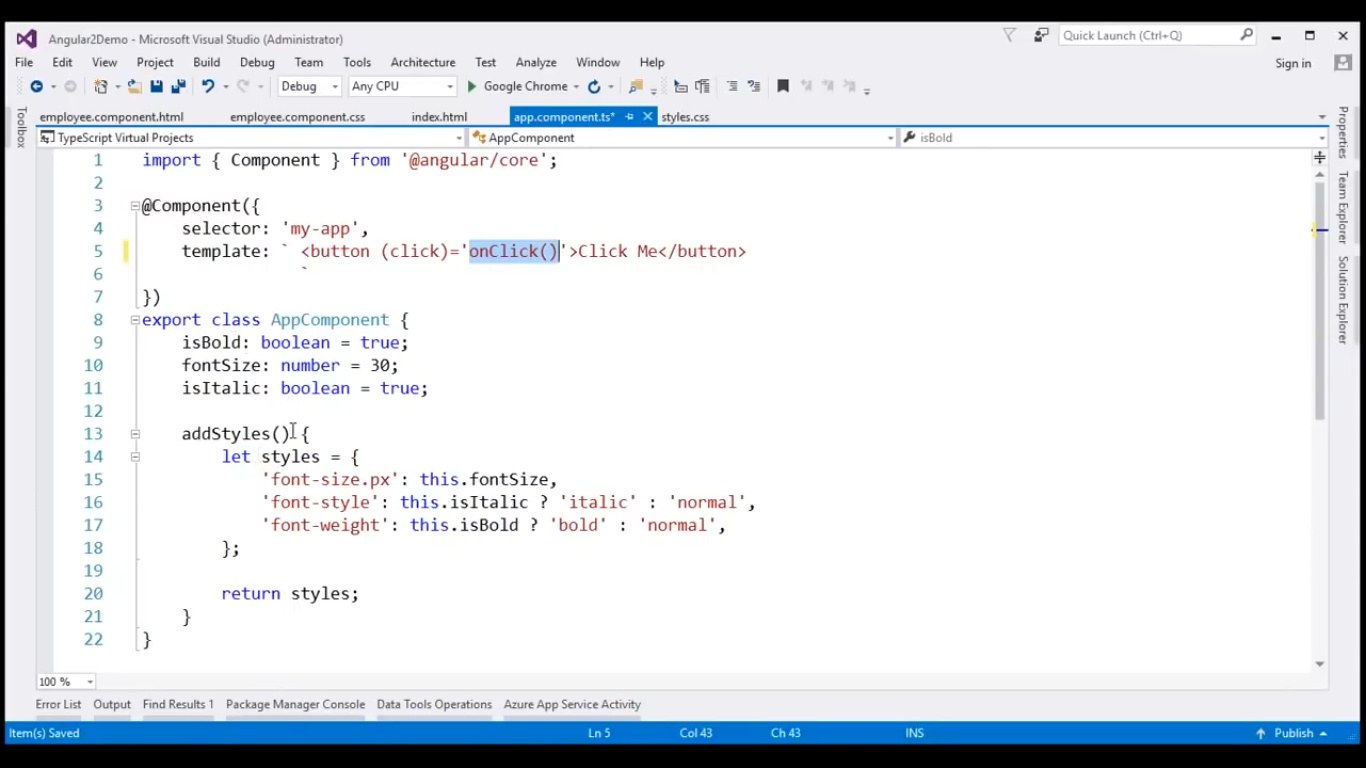 Angular2Demo - Microsoft Visual Studio (Administrator)
Quick Launch (Ctrl+Q)
File Edit View Project Build Debug Team Tools Architecture Test Analyze Window Help
Sign in
Debug Any CPU Google Chrome
employee.component.html employee.component.css index.html app.component.ts* styles.css
TypeScript Virtual Projects AppComponent isBold
Toolbox
Properties
Team Explorer
Solution Explorer
1 import { Component } from '@angular/core';
2
3 @Component({
4 selector: 'my-app',
5 template: ` <button (click)='onClick()'>Click Me</button>
6 `
7 })
8 export class AppComponent {
9 isBold: boolean = true;
10 fontSize: number = 30;
11 isItalic: boolean = true;
12
13 addStyles() {
14 let styles = {
15 'font-size.px': this.fontSize,
16 'font-style': this.isItalic ? 'italic' : 'normal',
17 'font-weight': this.isBold ? 'bold' : 'normal',
18 };
19
20 return styles;
21 }
22 }
100 %
Error List Output Find Results 1 Package Manager Console Data Tools Operations Azure App Service Activity
Item(s) Saved Ln 5 Col 43 Ch 43 INS Publish